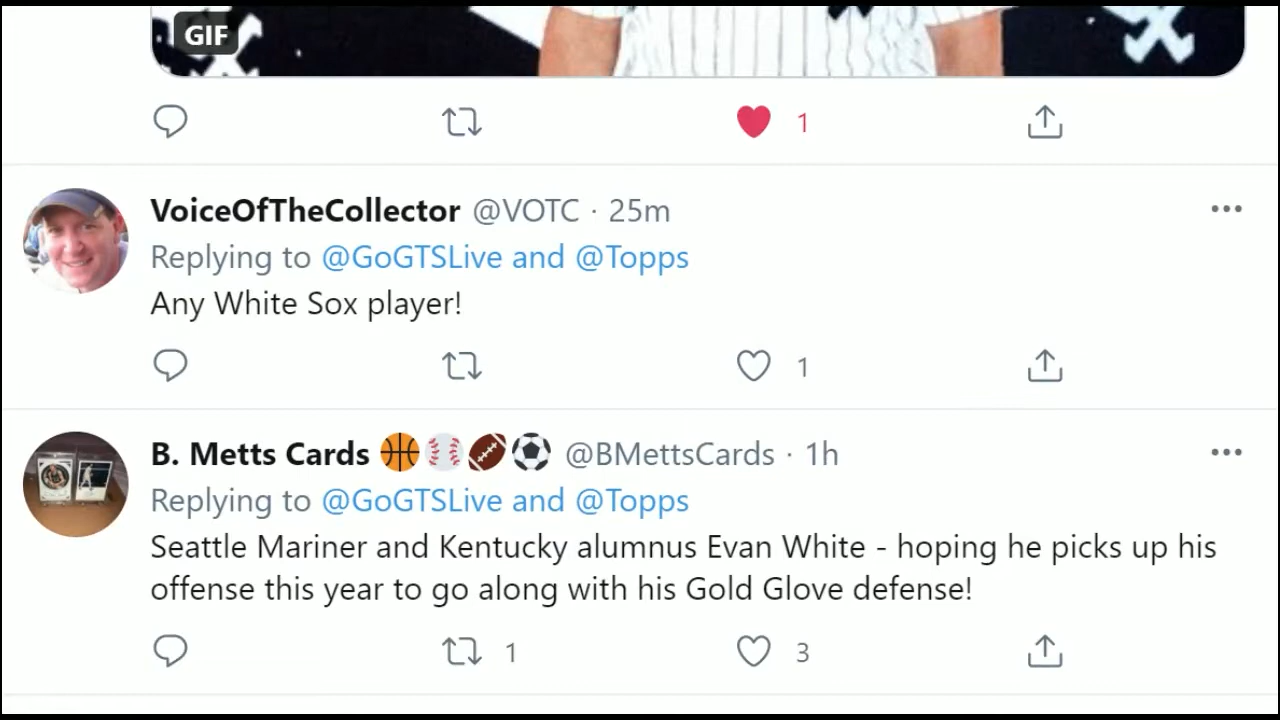 GIF
1
VoiceOfTheCollector @VOTC · 25m
Replying to @GoGTSLive and @Topps
Any White Sox player!
1
B. Metts Cards 🏀⚾🏈⚽ @BMettsCards · 1h
Replying to @GoGTSLive and @Topps
Seattle Mariner and Kentucky alumnus Evan White - hoping he picks up his
offense this year to go along with his Gold Glove defense!
1 3